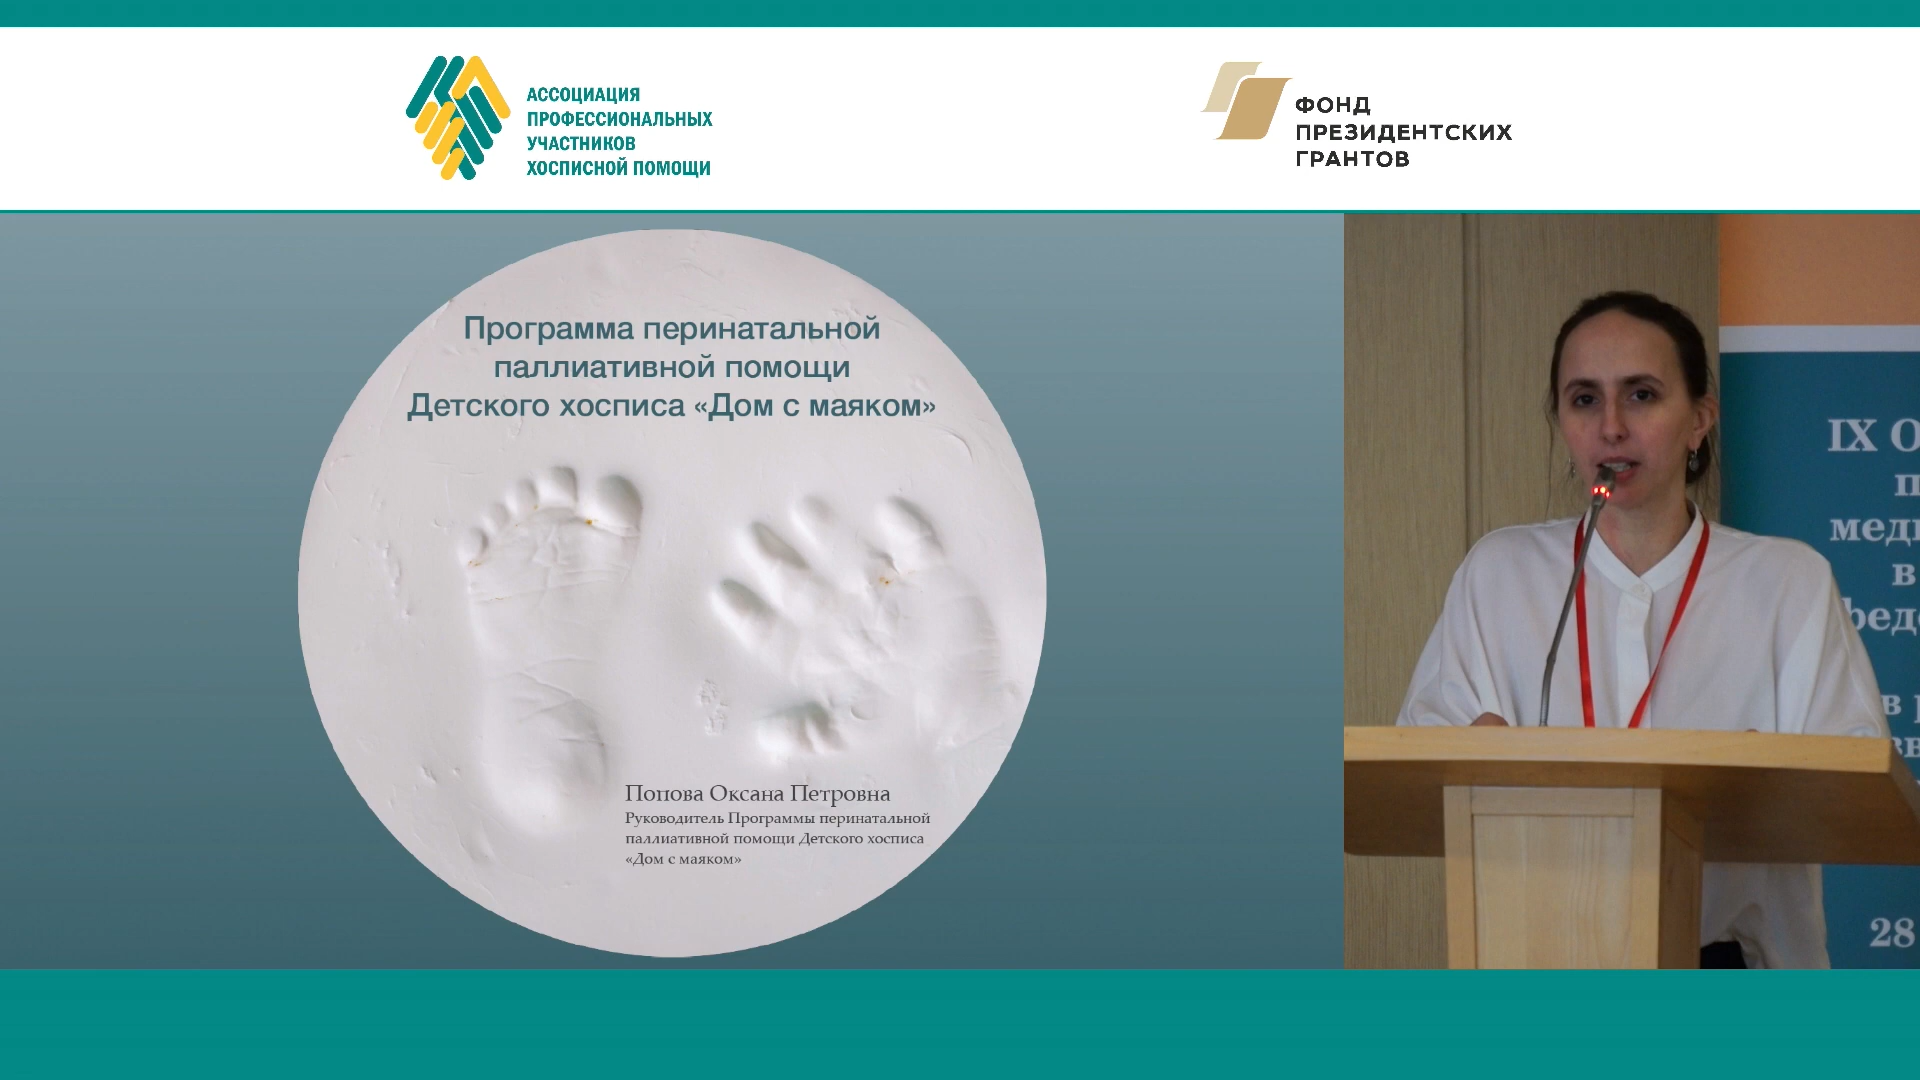 АССОЦИАЦИЯ
ПРОФЕССИОНАЛЬНЫХ
УЧАСТНИКОВ
ХОСПИСНОЙ ПОМОЩИ
ФОНД
ПРЕЗИДЕНТСКИХ
ГРАНТОВ
Программа перинатальной
паллиативной помощи
Детского хосписа «Дом с маяком»
Попова Оксана Петровна
Руководитель Программы перинатальной
паллиативной помощи Детского хосписа
«Дом с маяком»
IX
в
28